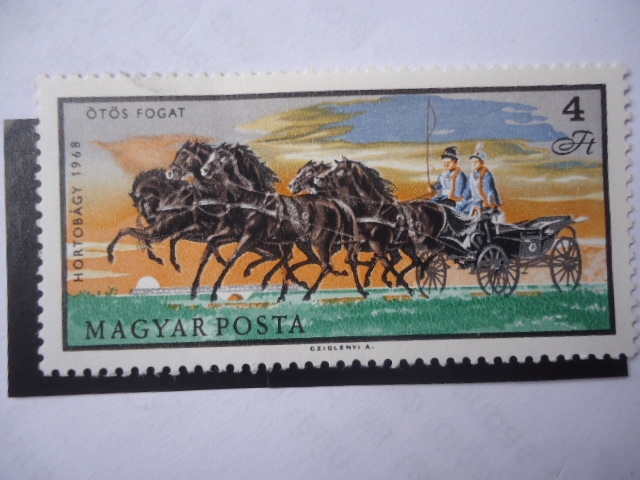 ÖTÖS FOGAT
4
Ft
HORTOBÁGY 1968
MAGYAR POSTA
CZIGLÉNYI A.